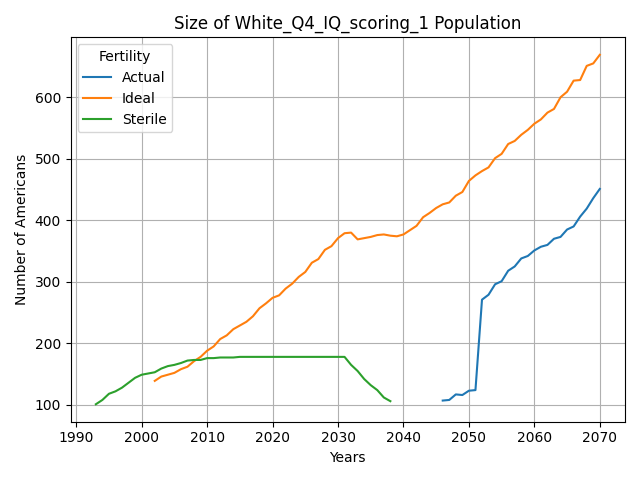 Size of White_Q4_IQ_scoring_1 Population
Fertility
Actual
Ideal
Sterile
Number of Americans
600
500
400
300
200
100
1990 2000 2010 2020 2030 2040 2050 2060 2070
Years